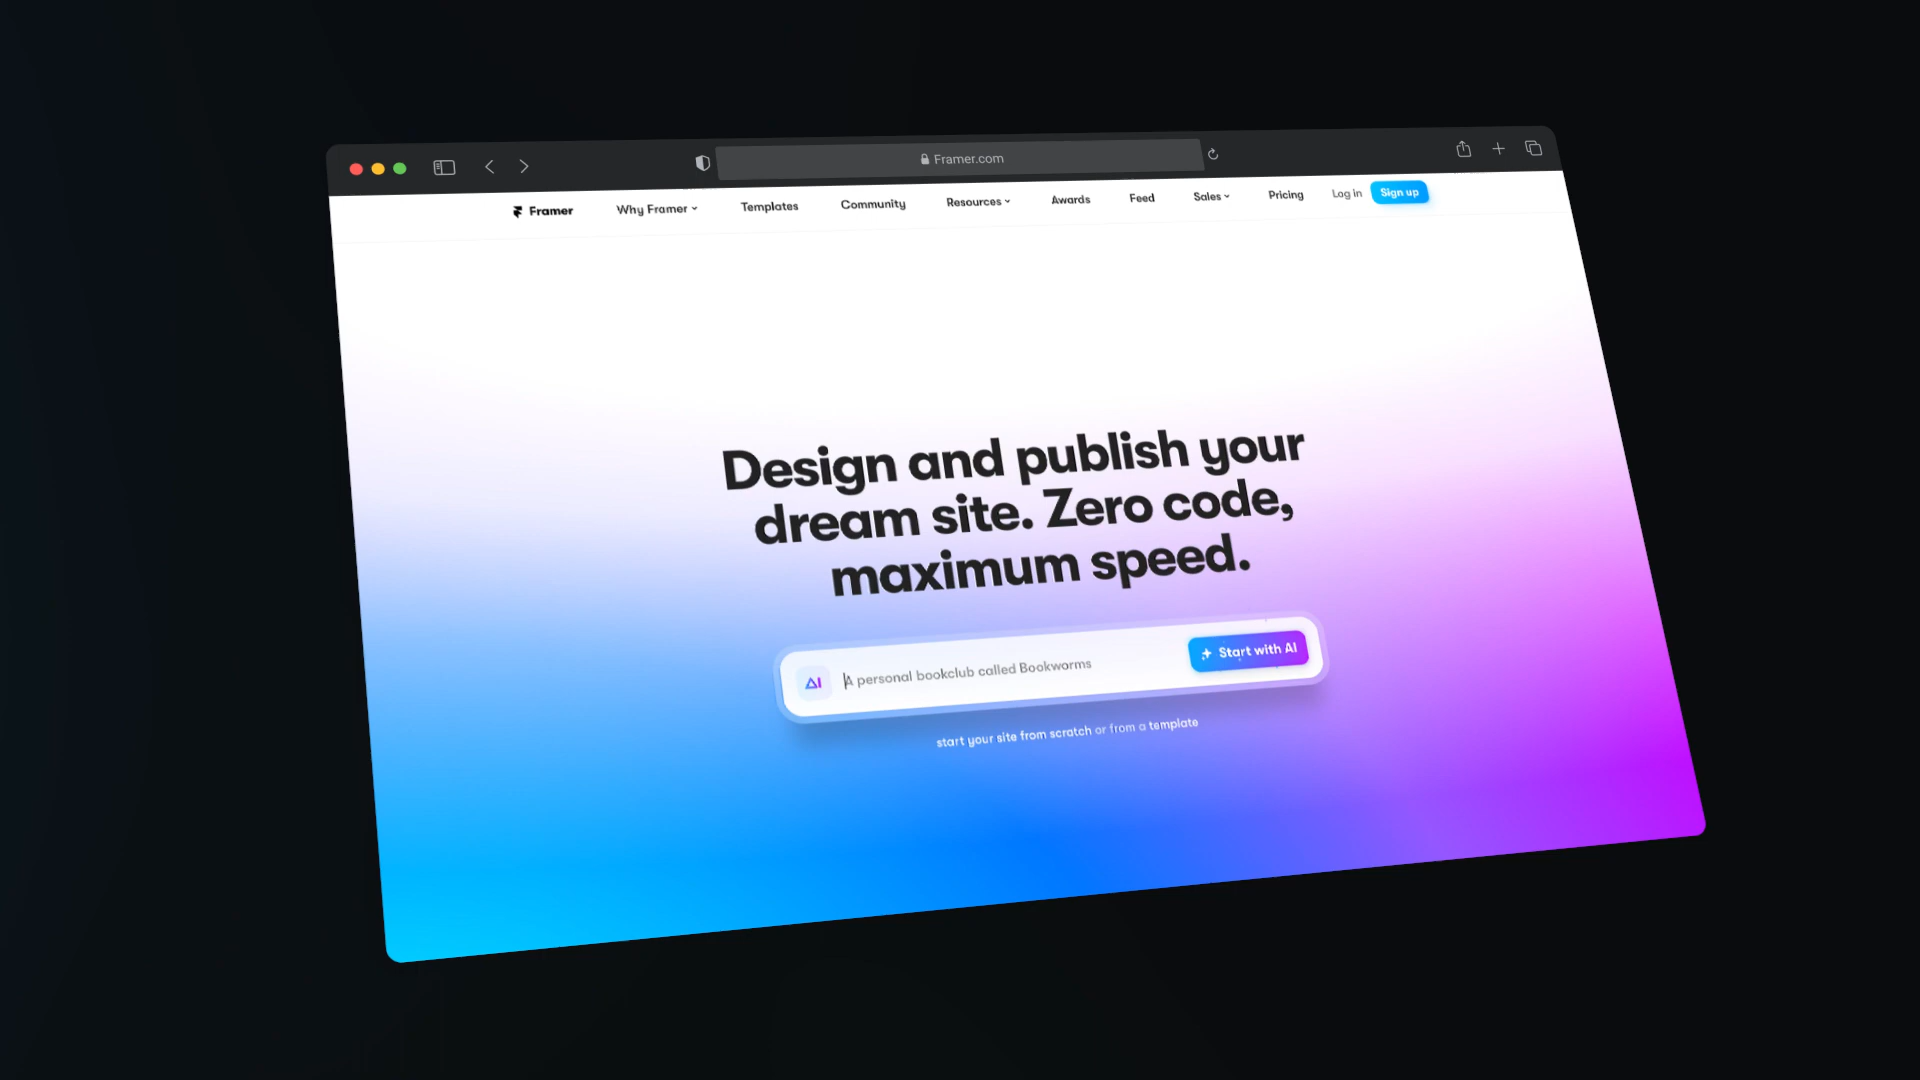 Framer.com
Framer Why Framer Templates Community Resources Awards Feed Sales Pricing Log in Sign up
Design and publish your
dream site. Zero code,
maximum speed.
AI A personal bookclub called Bookworms Start with AI
start your site from scratch or from a template